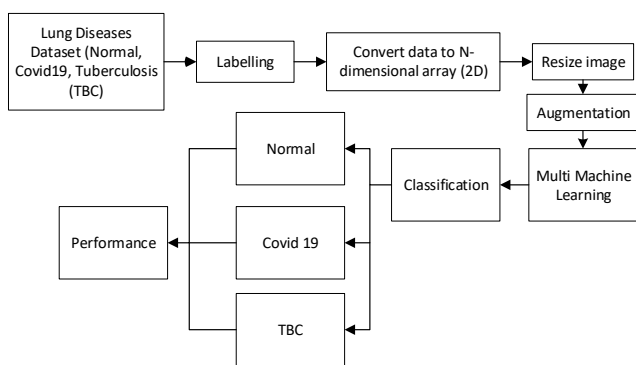 Lung Diseases
Dataset (Normal,
Covid19, Tuberculosis
(TBC)
Labelling
Convert data to N-
dimensional array (2D)
Resize image
Augmentation
Multi Machine
Learning
Classification
Normal
Covid 19
TBC
Performance